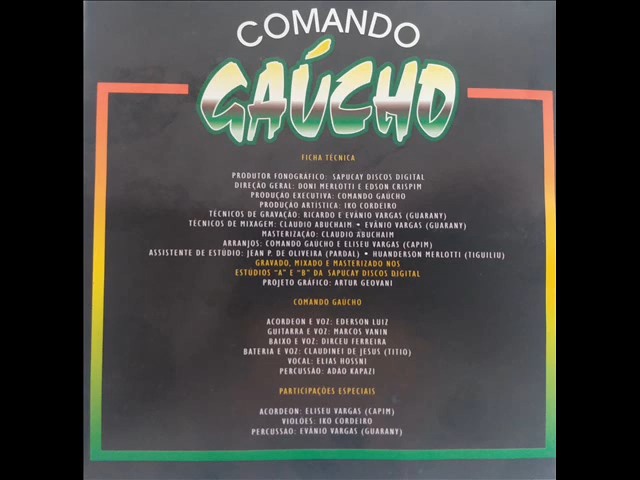 COMANDO
GAÚCHO
FICHA TÉCNICA
PRODUTOR FONOGRÁFICO: SAPUCAY DISCOS DIGITAL
DIREÇÃO GERAL: DONI MERLOTTI E EDSON CRISPIM
PRODUÇÃO EXECUTIVA: COMANDO GAÚCHO
PRODUÇÃO ARTÍSTICA: IKO CORDEIRO
TÉCNICOS DE GRAVAÇÃO: RICARDO E EVÂNIO VARGAS (GUARANY)
TÉCNICOS DE MIXAGEM: CLAUDIO ABUCHAIM • EVÂNIO VARGAS (GUARANY)
MASTERIZAÇÃO: CLAUDIO ABUCHAIM
ARRANJOS: COMANDO GAÚCHO E ELISEU VARGAS (CAPIM)
ASSISTENTE DE ESTÚDIO: JEAN P. DE OLIVEIRA (PARDAL) • HUANDERSON MERLOTTI (TIGUILIU)
GRAVADO, MIXADO E MASTERIZADO NOS
ESTÚDIOS "A" E "B" DA SAPUCAY DISCOS DIGITAL
PROJETO GRÁFICO: ARTUR GEOVANI
COMANDO GAÚCHO
ACORDEON E VOZ: EDERSON LUIZ
GUITARRA E VOZ: MARCOS VANIN
BAIXO E VOZ: DIRCEU FERREIRA
BATERIA E VOZ: CLAUDINEI DE JESUS (TITIO)
VOCAL: ELIAS HOSSNI
PERCUSSÃO: ADÃO KAPAZI
PARTICIPAÇÕES ESPECIAIS
ACORDEON: ELISEU VARGAS (CAPIM)
VIOLÕES: IKO CORDEIRO
PERCUSSÃO: EVÂNIO VARGAS (GUARANY)